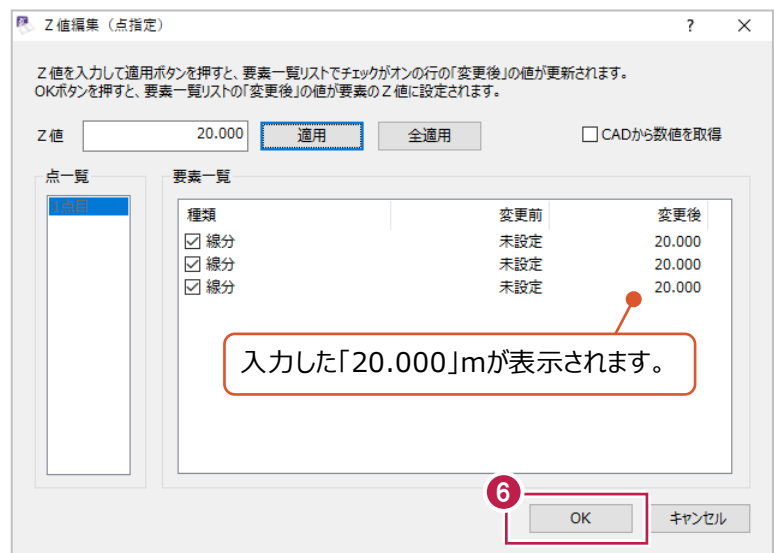 Z値編集（点指定）
?
Z値を入力して適用ボタンを押すと、要素一覧リストでチェックがオンの行の「変更後」の値が更新されます。
OKボタンを押すと、要素一覧リストの「変更後」の値が要素のZ値に設定されます。
Z値 20.000 適用 全適用 CADから数値を取得
点一覧 要素一覧
1点目
種類 変更前 変更後
線分 未設定 20.000
線分 未設定 20.000
線分 未設定 20.000
入力した「20.000」mが表示されます。
6
OK キャンセル